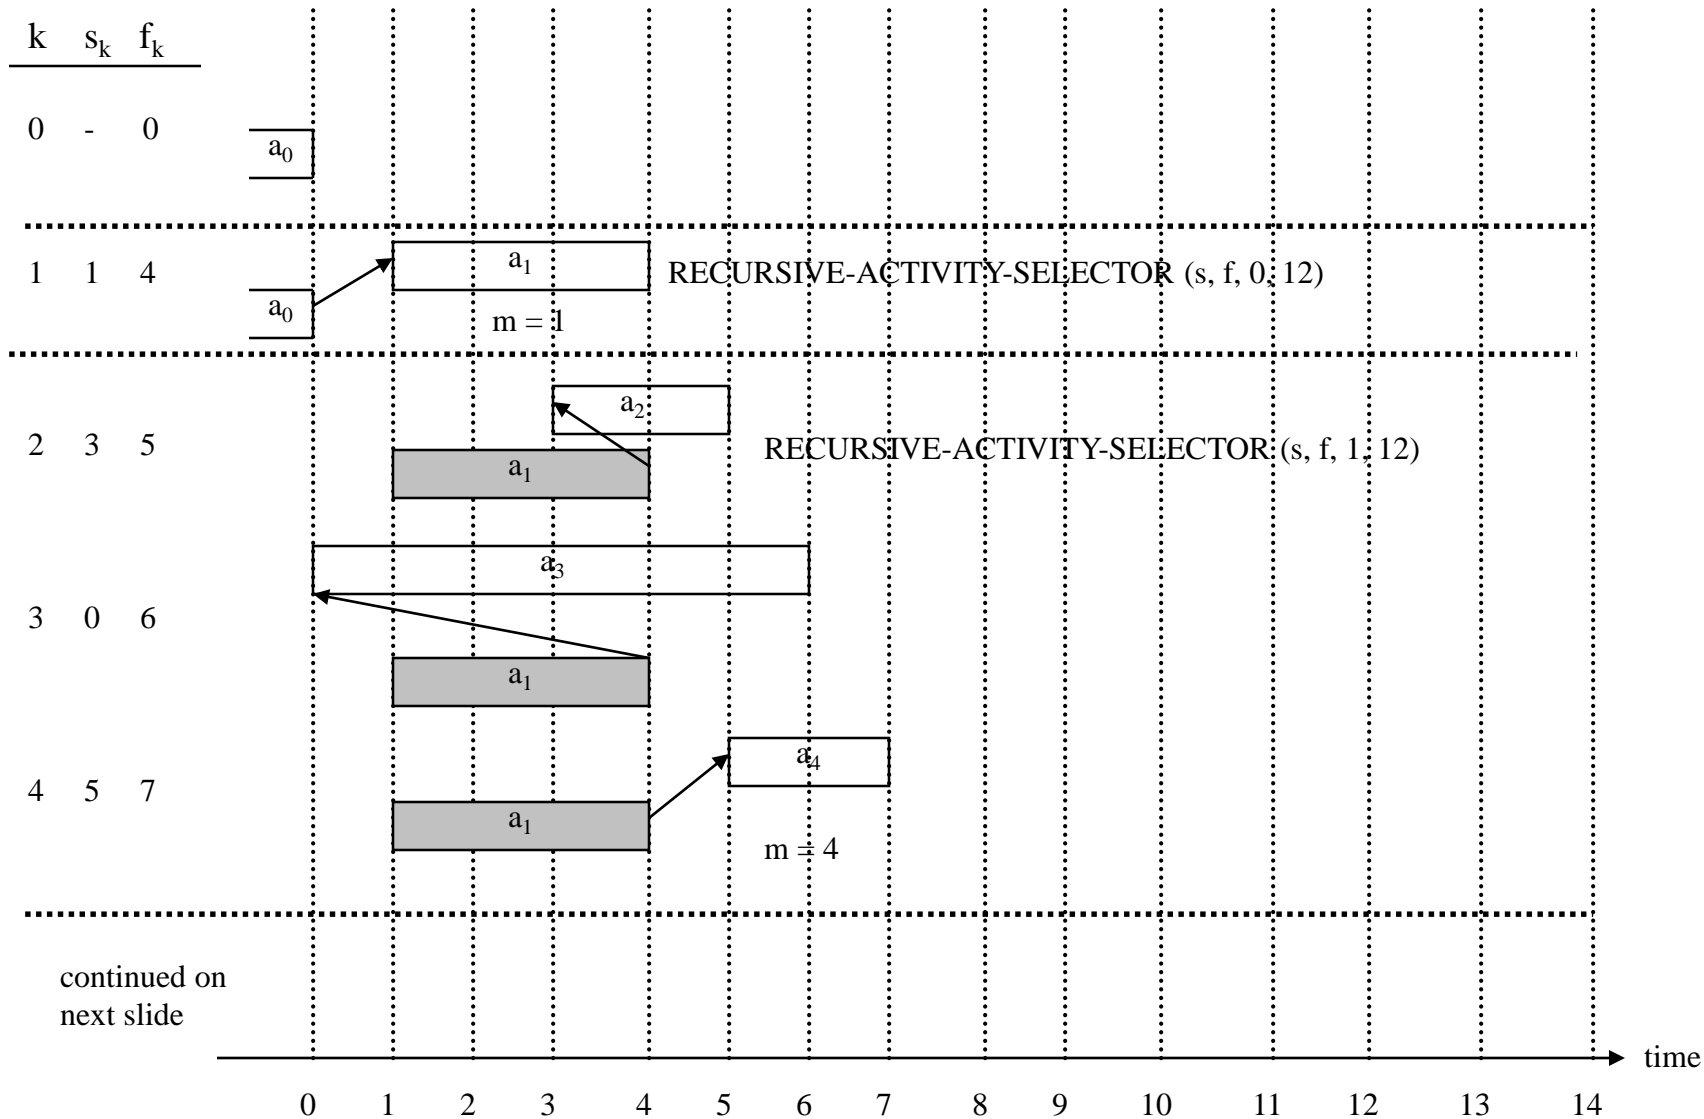 k s_k f_k
0 - 0
a_0
1 1 4
a_1
RECURSIVE-ACTIVITY-SELECTOR (s, f, 0, 12)
a_0
m = 1
a_2
2 3 5
RECURSIVE-ACTIVITY-SELECTOR (s, f, 1, 12)
a_1
a_3
3 0 6
a_1
a_4
4 5 7
a_1
m = 4
continued on
next slide
time
0 1 2 3 4 5 6 7 8 9 10 11 12 13 14